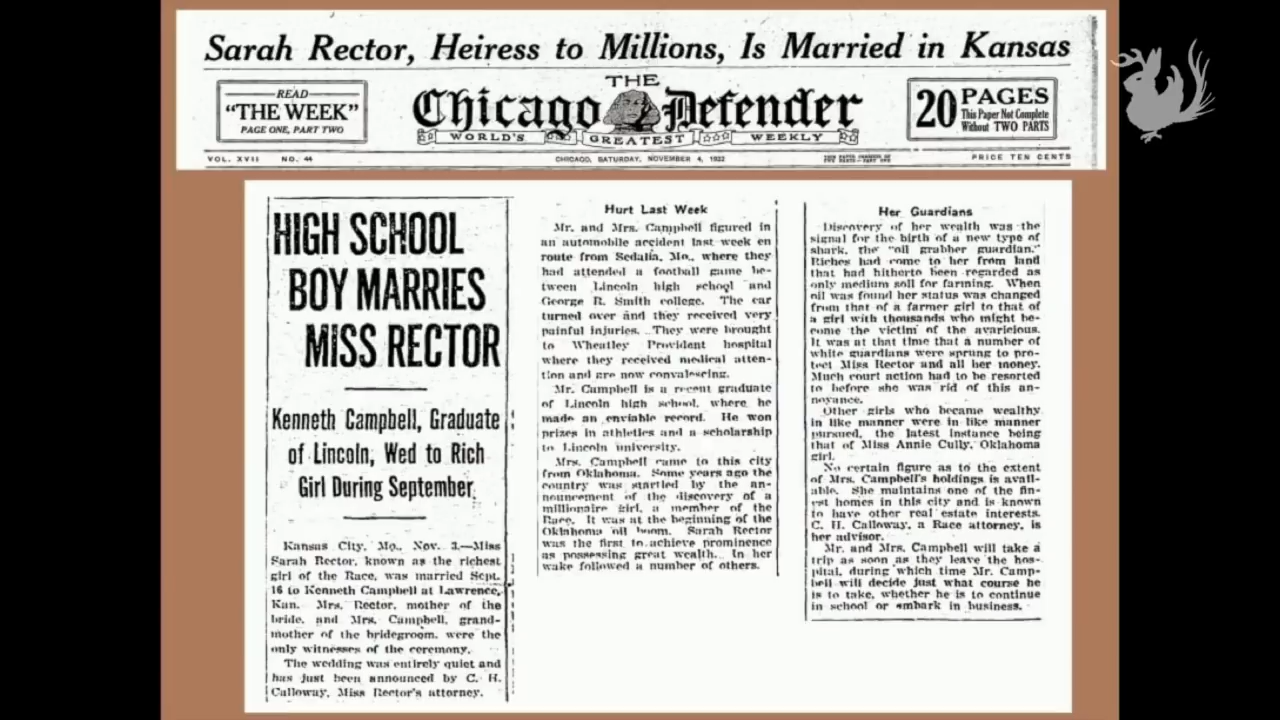 Sarah Rector, Heiress to Millions, Is Married in Kansas
READ
"THE WEEK"
PAGE ONE, PART TWO
THE
Chicago Defender
WORLD'S GREATEST WEEKLY
20 PAGES
This Paper Not Complete
Without TWO PARTS
VOL. XVII NO. 44
CHICAGO, SATURDAY, NOVEMBER 4, 1922
PRICE TEN CENTS
HIGH SCHOOL
BOY MARRIES
MISS RECTOR
Kenneth Campbell, Graduate
of Lincoln, Wed to Rich
Girl During September
Kansas City, Mo., Nov. 3.—Miss
Sarah Rector, known as the richest
girl of the Race, was married Sept.
16 to Kenneth Campbell at Lawrence,
Kan. Mrs. Rector, mother of the
bride, and Mrs. Campbell, grand-
mother of the bridegroom, were the
only witnesses of the ceremony.
The wedding was entirely quiet and
has just been announced by C. H.
Calloway, Miss Rector's attorney.
Hurt Last Week
Mr. and Mrs. Campbell figured in
an automobile accident last week en
route from Sedalia, Mo., where they
had attended a football game be-
tween Lincoln high school and
George R. Smith college. The car
turned over and they received very
painful injuries. They were brought
to Wheatley Provident hospital
where they received medical atten-
tion and are now convalescing.
Mr. Campbell is a recent graduate
of Lincoln high school, where he
made an enviable record. He won
prizes in athletics and a scholarship
to Lincoln university.
Mrs. Campbell came to this city
from Oklahoma. Some years ago the
country was startled by the an-
nouncement of the discovery of a
millionaire girl, a member of the
Race. It was at the beginning of the
Oklahoma oil boom. Sarah Rector
was the first to achieve prominence
as possessing great wealth. In her
wake followed a number of others.
Her Guardians
Discovery of her wealth was the
signal for the birth of a new type of
shark, the "oil grabber guardian."
Riches had come to her from land
that had hitherto been regarded as
only medium soil for farming. When
oil was found her status was changed
from that of a farmer girl to that of
a girl with thousands who might be-
come the victim of the avaricious.
It was at that time that a number of
white guardians were sprung to pro-
tect Miss Rector and all her money.
Much court action had to be resorted
to before she was rid of this an-
noyance.
Other girls who became wealthy
in like manner were in like manner
pursued, the latest instance being
that of Miss Annie Cully, Oklahoma
girl.
No certain figure as to the extent
of Mrs. Campbell's holdings is avail-
able. She maintains one of the fin-
est homes in this city and is known
to have other real estate interests.
C. H. Calloway, a Race attorney, is
her advisor.
Mr. and Mrs. Campbell will take a
trip as soon as they leave the hos-
pital, during which time Mr. Camp-
bell will decide just what course he
is to take, whether he is to continue
in school or embark in business.